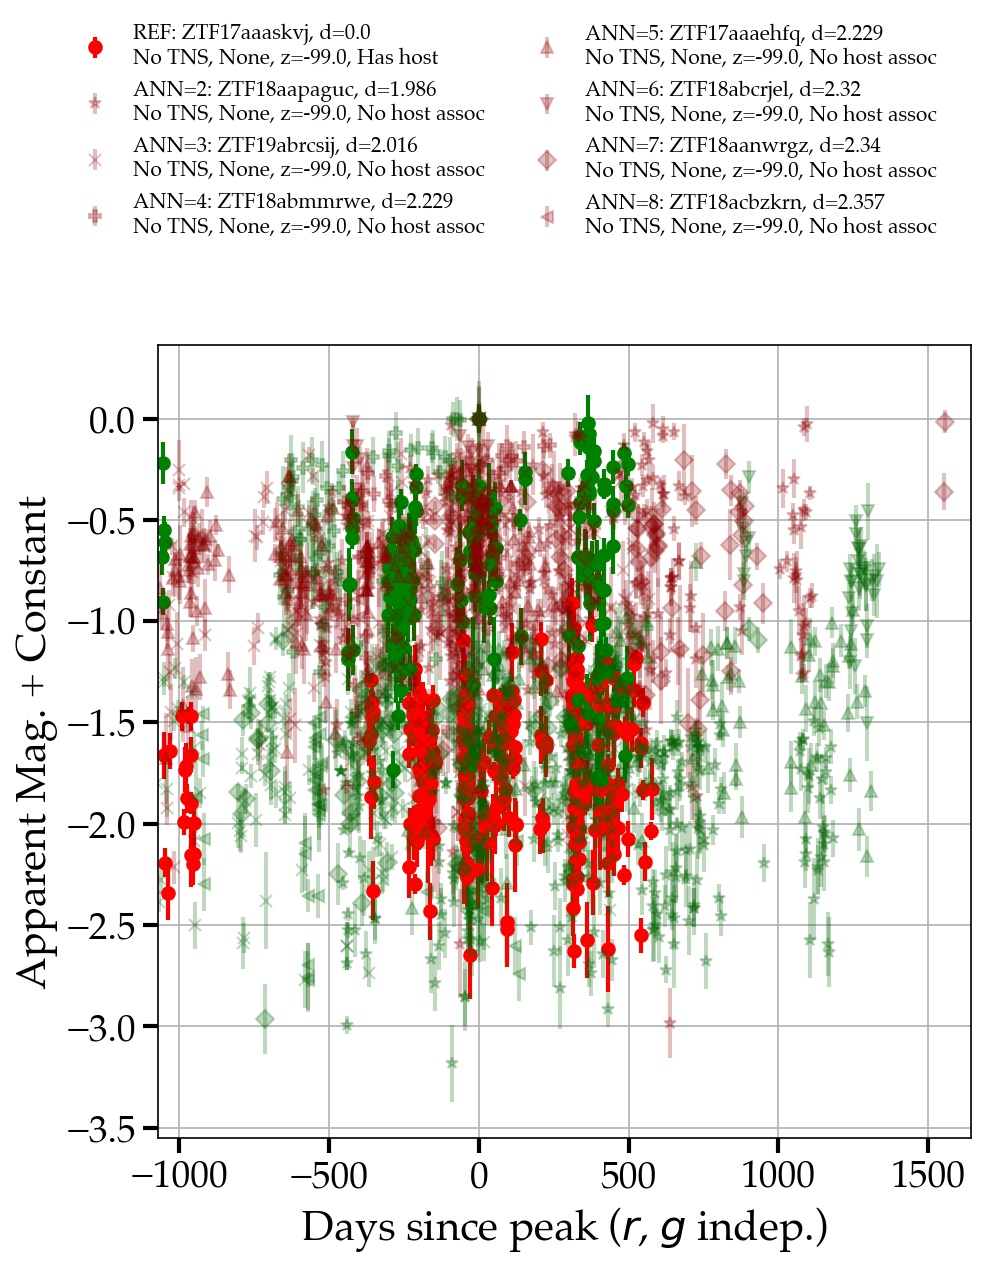 REF: ZTF17aaaskvj, d=0.0
No TNS, None, z=-99.0, Has host
ANN=2: ZTF18aapaguc, d=1.986
No TNS, None, z=-99.0, No host assoc
ANN=3: ZTF19abrcsij, d=2.016
No TNS, None, z=-99.0, No host assoc
ANN=4: ZTF18abmmrwe, d=2.229
No TNS, None, z=-99.0, No host assoc
ANN=5: ZTF17aaaehfq, d=2.229
No TNS, None, z=-99.0, No host assoc
ANN=6: ZTF18abcrjel, d=2.32
No TNS, None, z=-99.0, No host assoc
ANN=7: ZTF18aanwrgz, d=2.34
No TNS, None, z=-99.0, No host assoc
ANN=8: ZTF18acbzkrn, d=2.357
No TNS, None, z=-99.0, No host assoc
Apparent Mag. + Constant
0.0
−0.5
−1.0
−1.5
−2.0
−2.5
−3.0
−3.5
−1000 −500 0 500 1000 1500
Days since peak (r, g indep.)